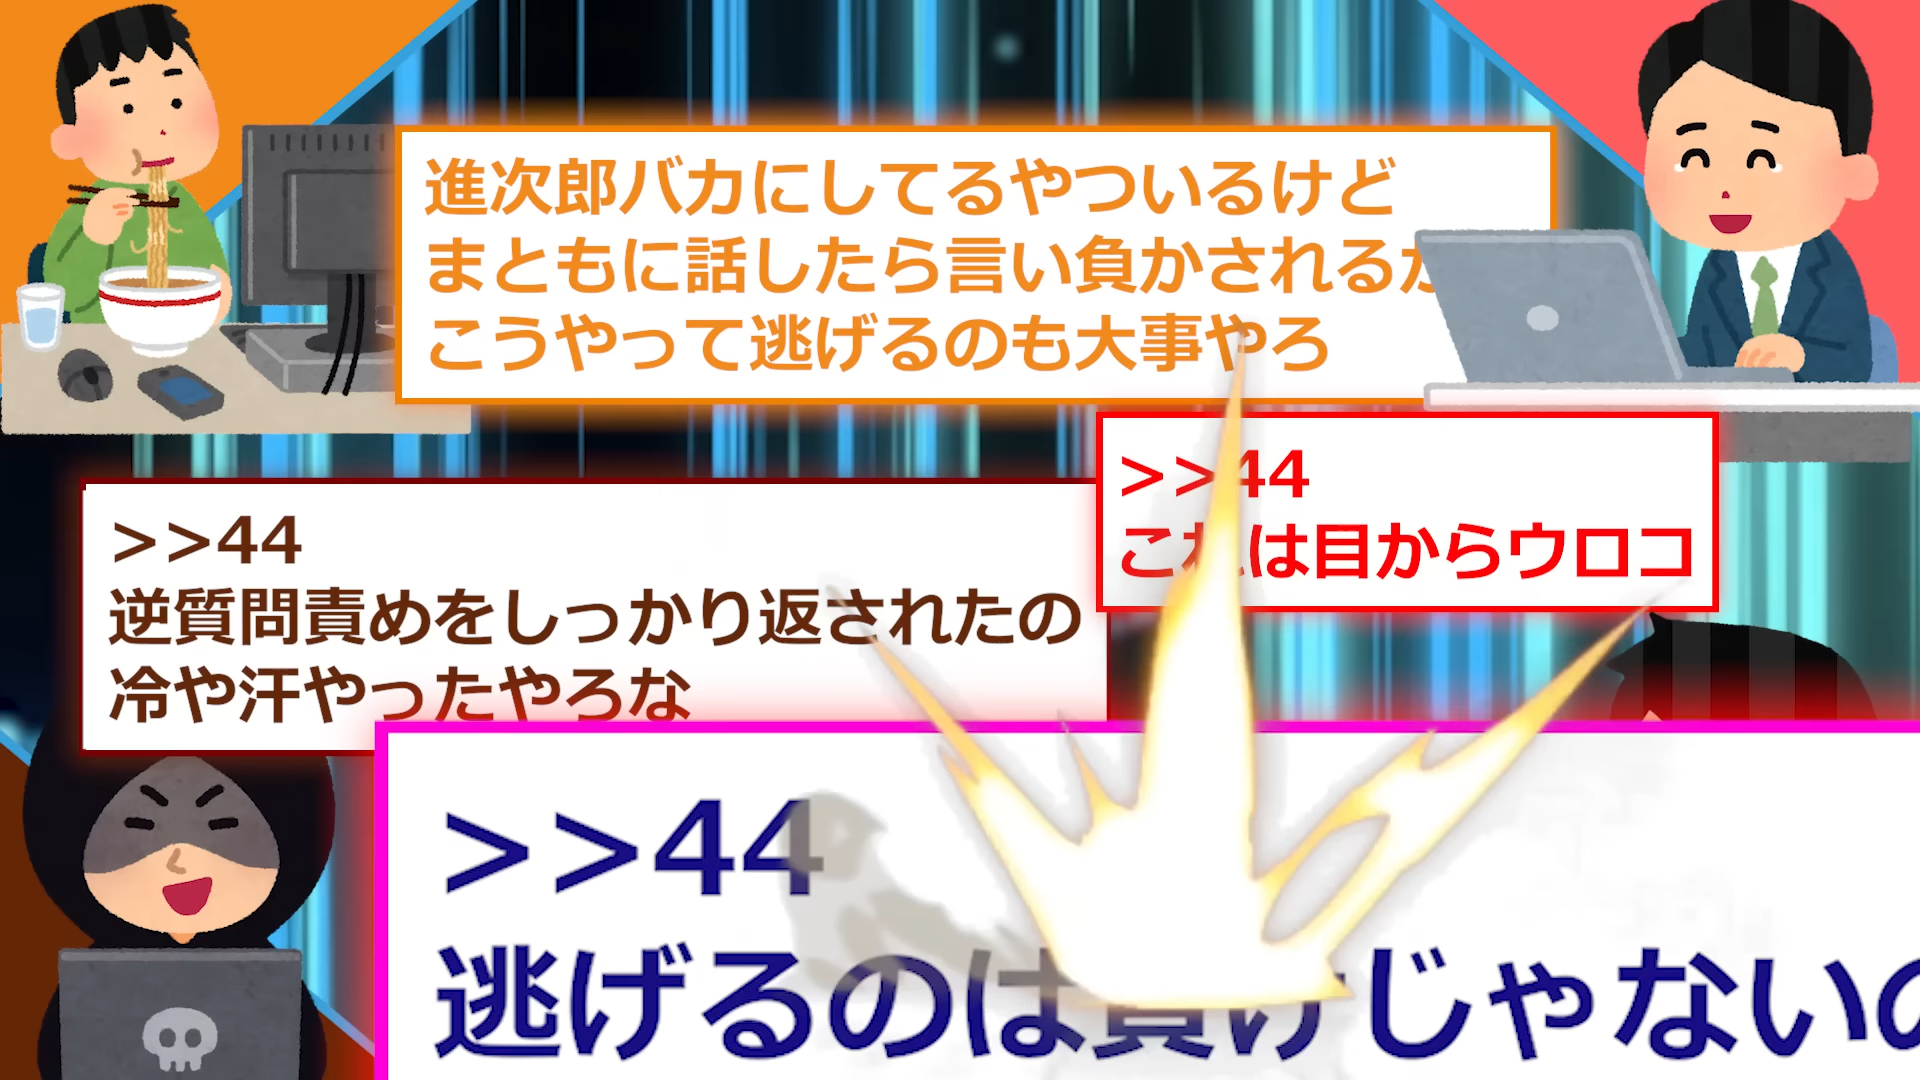 進次郎バカにしてるやついるけど
まともに話したら言い負かされるか
こうやって逃げるのも大事やろ
>>44
これは目からウロコ
>>44
逆質問責めをしっかり返されたの
冷や汗やったやろな
>>44
逃げるのは負けじゃないの